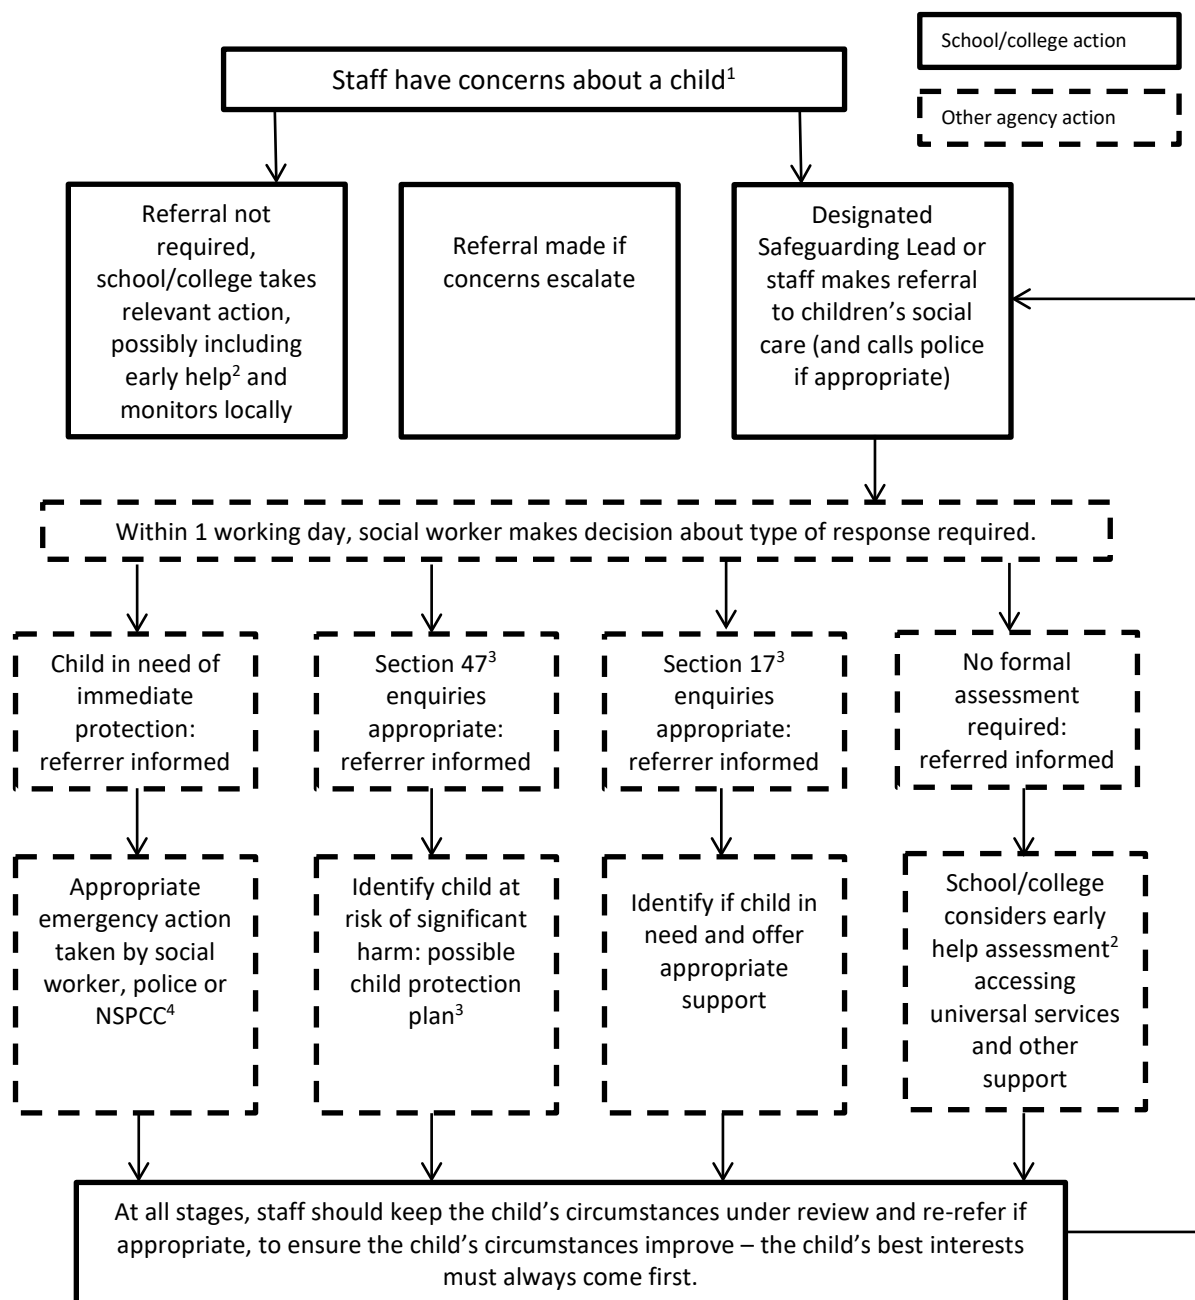 School/college action
Staff have concerns about a child¹
Other agency action
Referral not
required,
school/college takes
relevant action,
possibly including
early help² and
monitors locally
Referral made if
concerns escalate
Designated
Safeguarding Lead or
staff makes referral
to children’s social
care (and calls police
if appropriate)
Within 1 working day, social worker makes decision about type of response required.
Child in need of
immediate
protection:
referrer informed
Section 47³
enquiries
appropriate:
referrer informed
Section 17³
enquiries
appropriate:
referrer informed
No formal
assessment
required:
referred informed
Appropriate
emergency action
taken by social
worker, police or
NSPCC⁴
Identify child at
risk of significant
harm: possible
child protection
plan³
Identify if child in
need and offer
appropriate
support
School/college
considers early
help assessment²
accessing
universal services
and other
support
At all stages, staff should keep the child’s circumstances under review and re-refer if
appropriate, to ensure the child’s circumstances improve – the child’s best interests
must always come first.